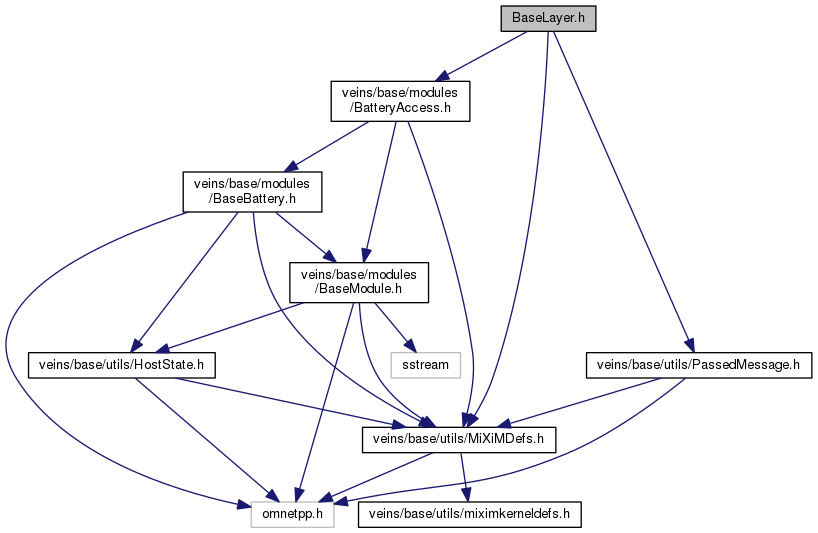 BaseLayer.h
veins/base/modules
/BatteryAccess.h
veins/base/modules
/BaseBattery.h
veins/base/modules
/BaseModule.h
veins/base/utils/HostState.h
sstream
veins/base/utils/PassedMessage.h
veins/base/utils/MiXiMDefs.h
omnetpp.h
veins/base/utils/miximkerneldefs.h